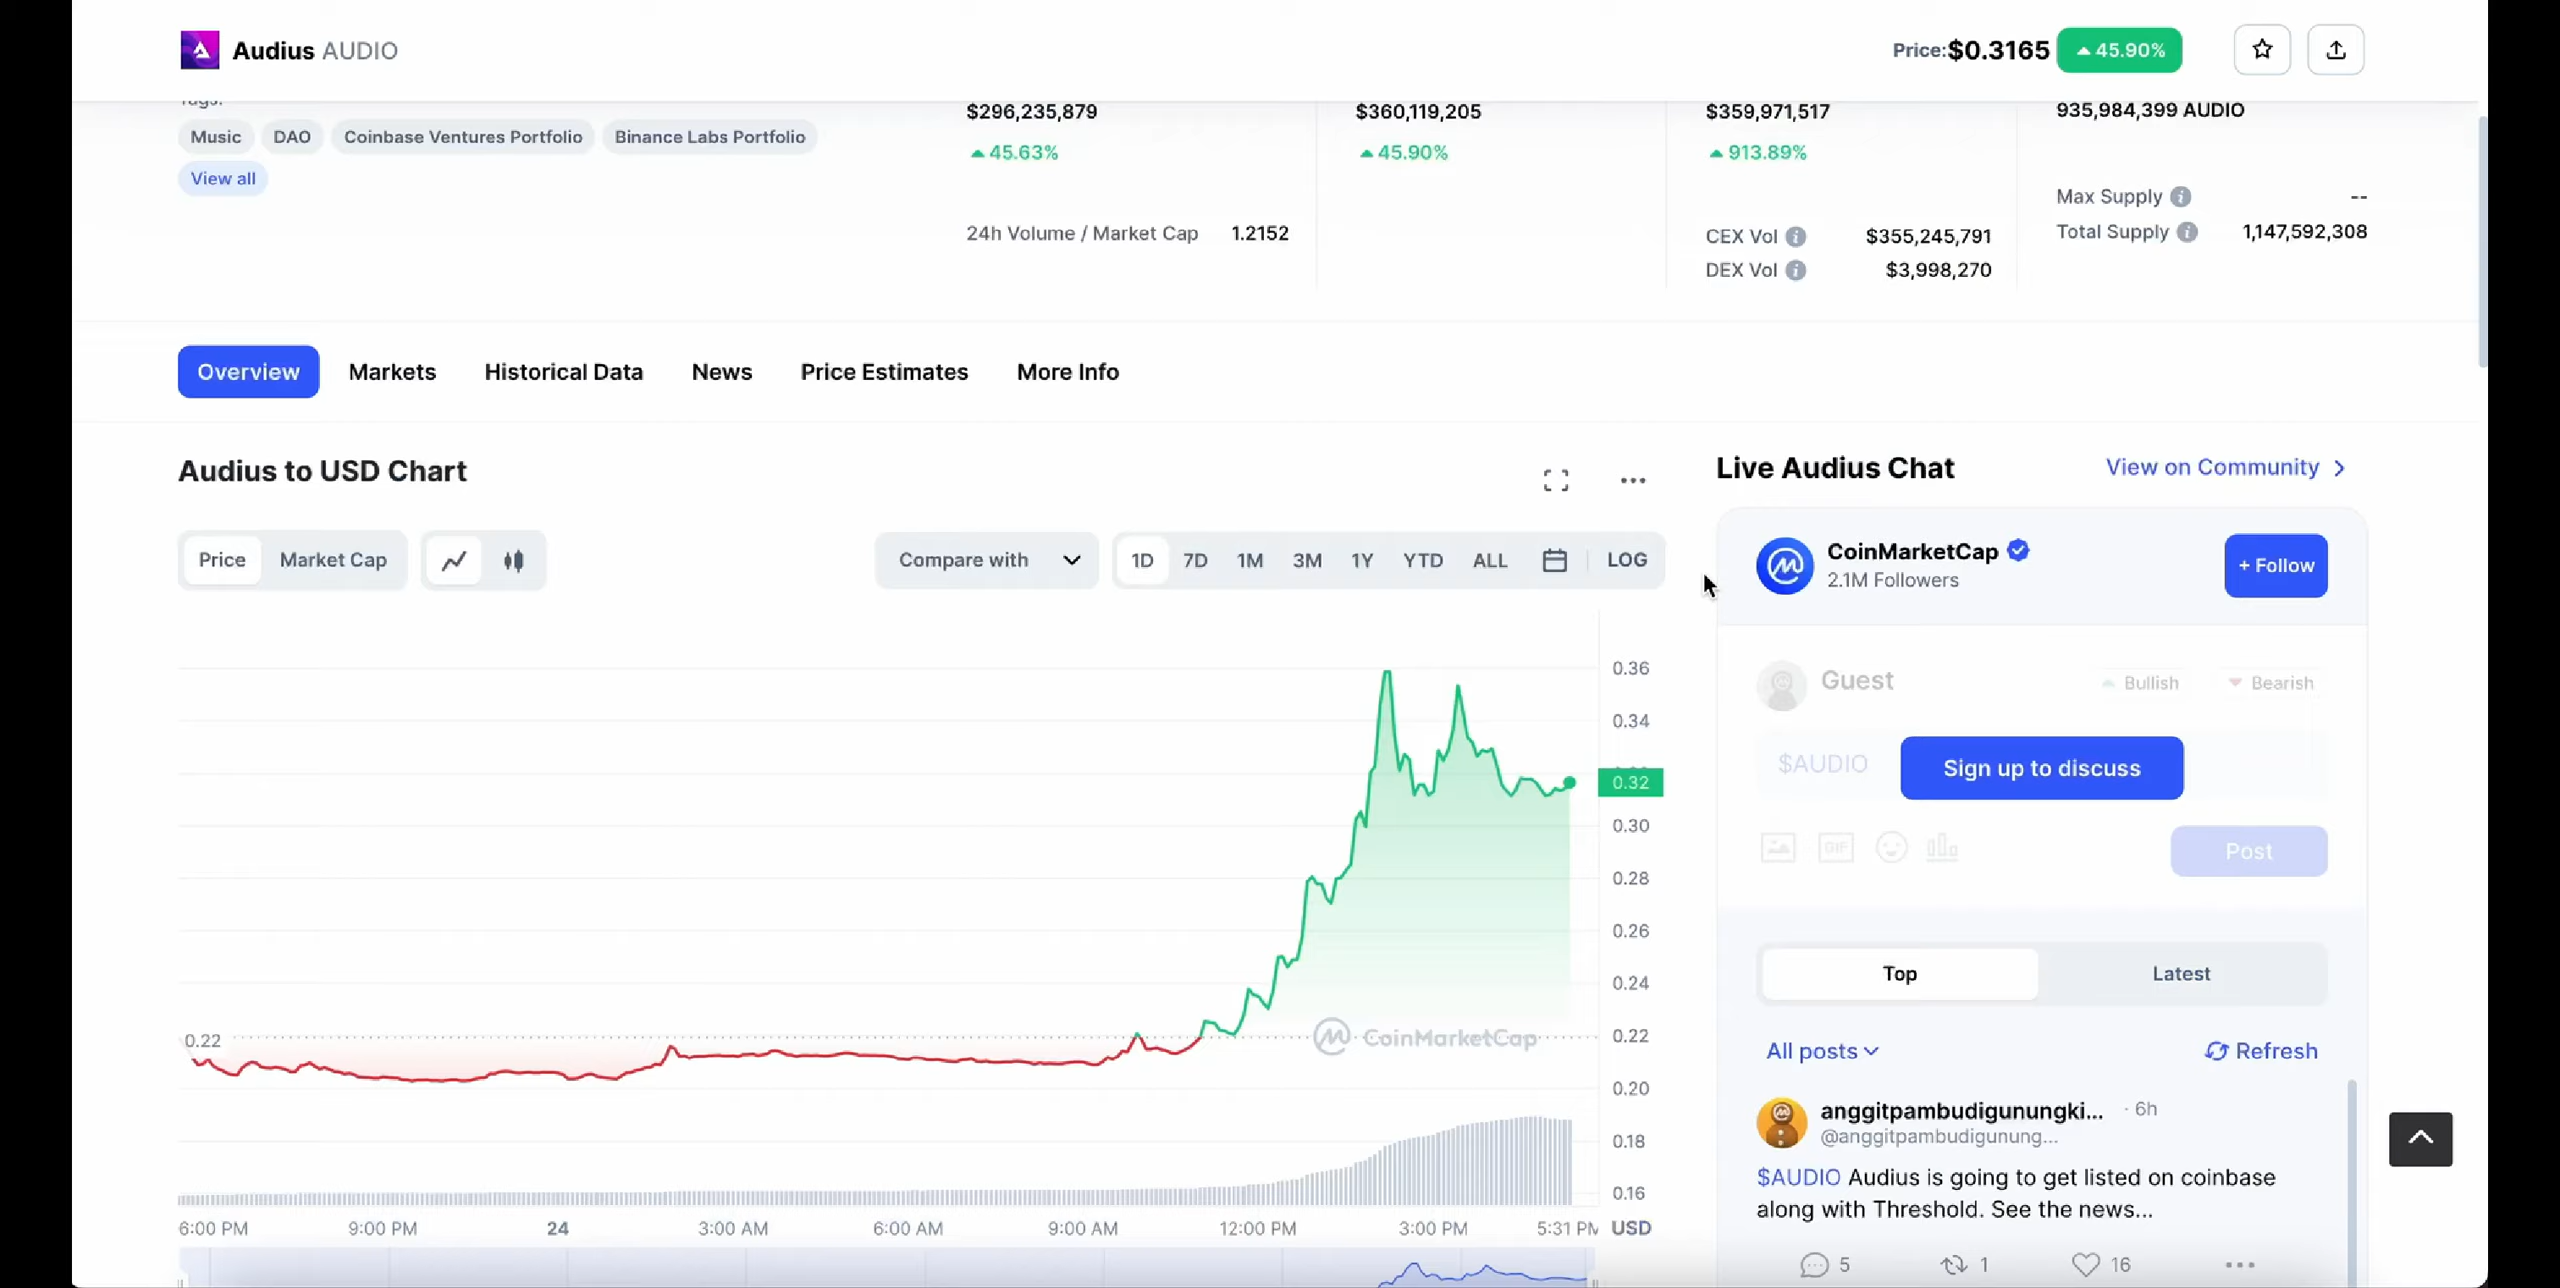 Audius AUDIO
Price:$0.3165 45.90%
Tags:
Music DAO Coinbase Ventures Portfolio Binance Labs Portfolio
View all
$296,235,879
45.63%
24h Volume / Market Cap 1.2152
$360,119,205
45.90%
$359,971,517
913.89%
CEX Vol $355,245,791
DEX Vol $3,998,270
935,984,399 AUDIO
Max Supply --
Total Supply 1,147,592,308
Overview Markets Historical Data News Price Estimates More Info
Audius to USD Chart
Price Market Cap
Compare with
1D 7D 1M 3M 1Y YTD ALL LOG
0.36
0.34
0.32
0.30
0.28
0.26
0.24
0.22
0.22
0.20
0.18
0.16
CoinMarketCap
6:00 PM 9:00 PM 24 3:00 AM 6:00 AM 9:00 AM 12:00 PM 3:00 PM 5:31 PM USD
Live Audius Chat
View on Community
CoinMarketCap
2.1M Followers
+ Follow
Guest
Bullish Bearish
$AUDIO
Sign up to discuss
GIF
Post
Top Latest
All posts Refresh
anggitpambudigunungki... · 6h
@anggitpambudigunung...
$AUDIO Audius is going to get listed on coinbase
along with Threshold. See the news...
5 1 16